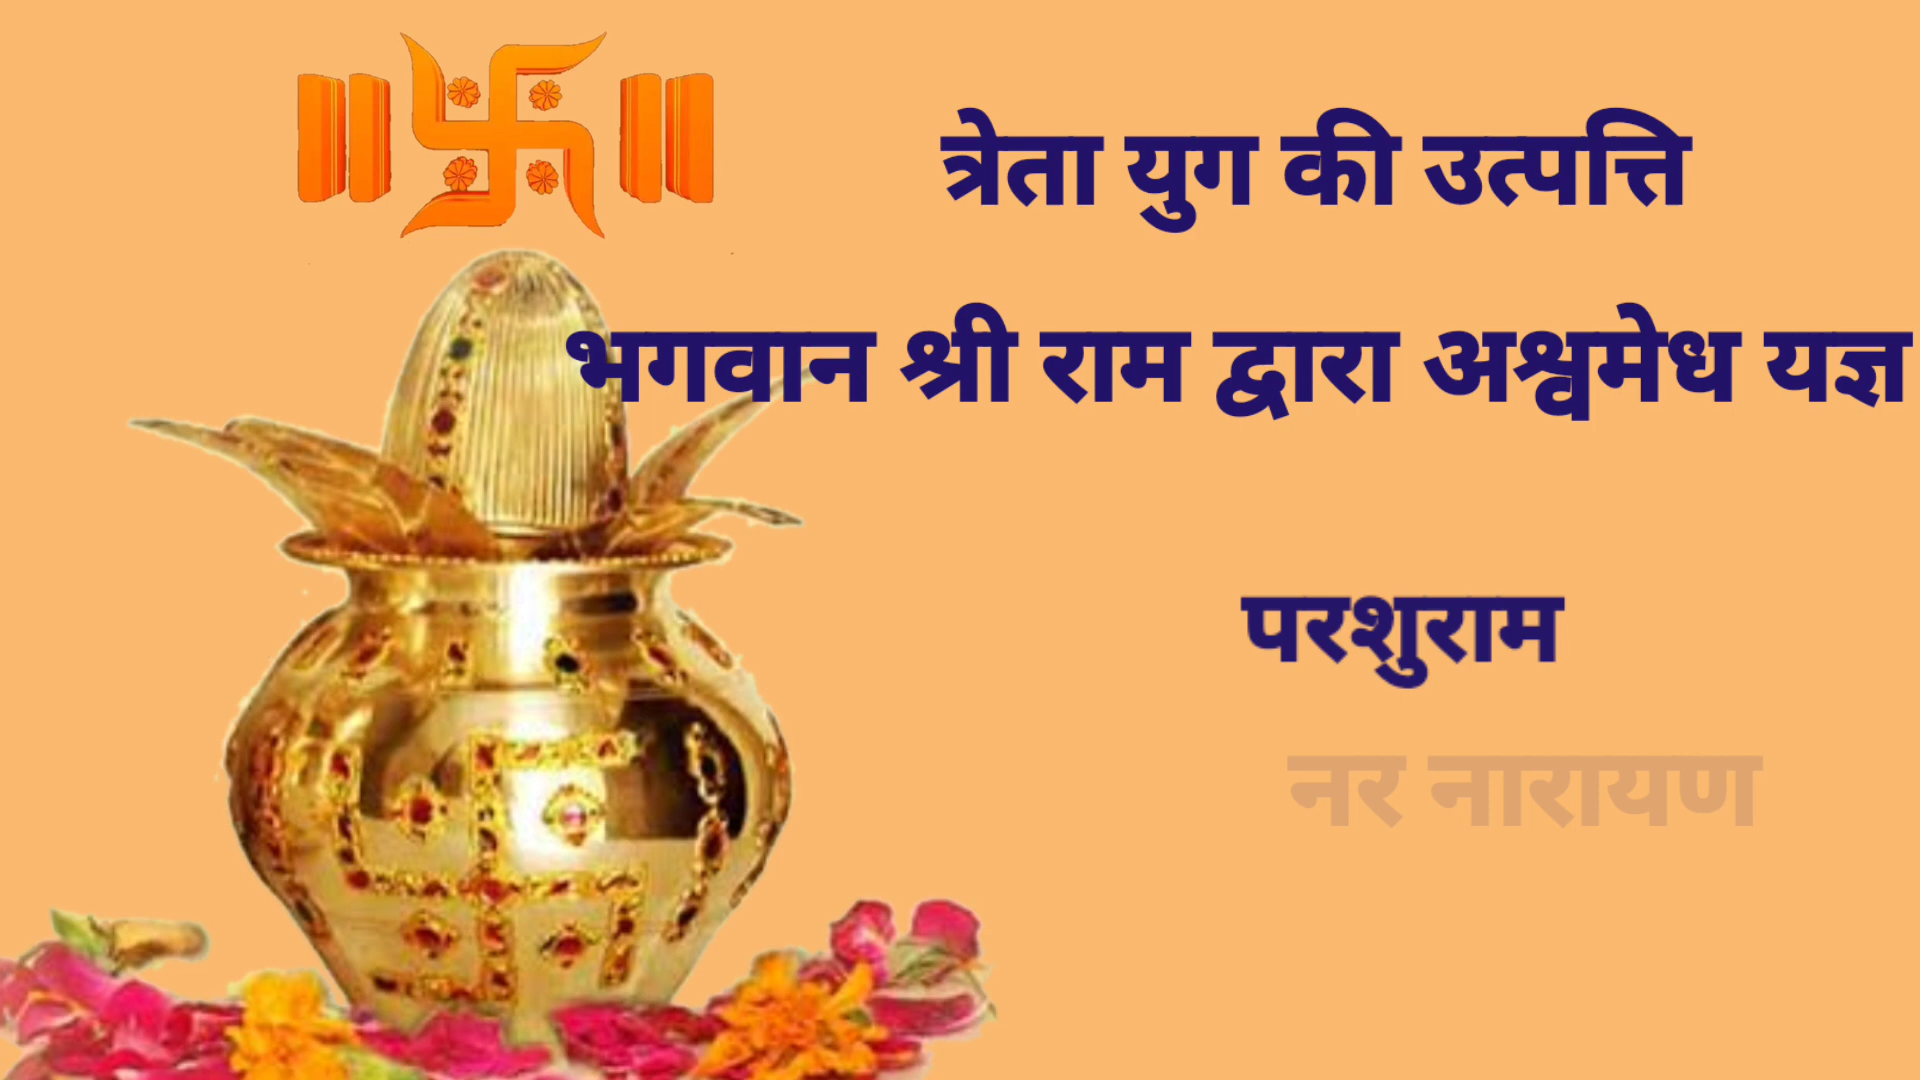 त्रेता युग की उत्पत्ति
भगवान श्री राम द्वारा अश्वमेध यज्ञ
परशुराम
नर नारायण